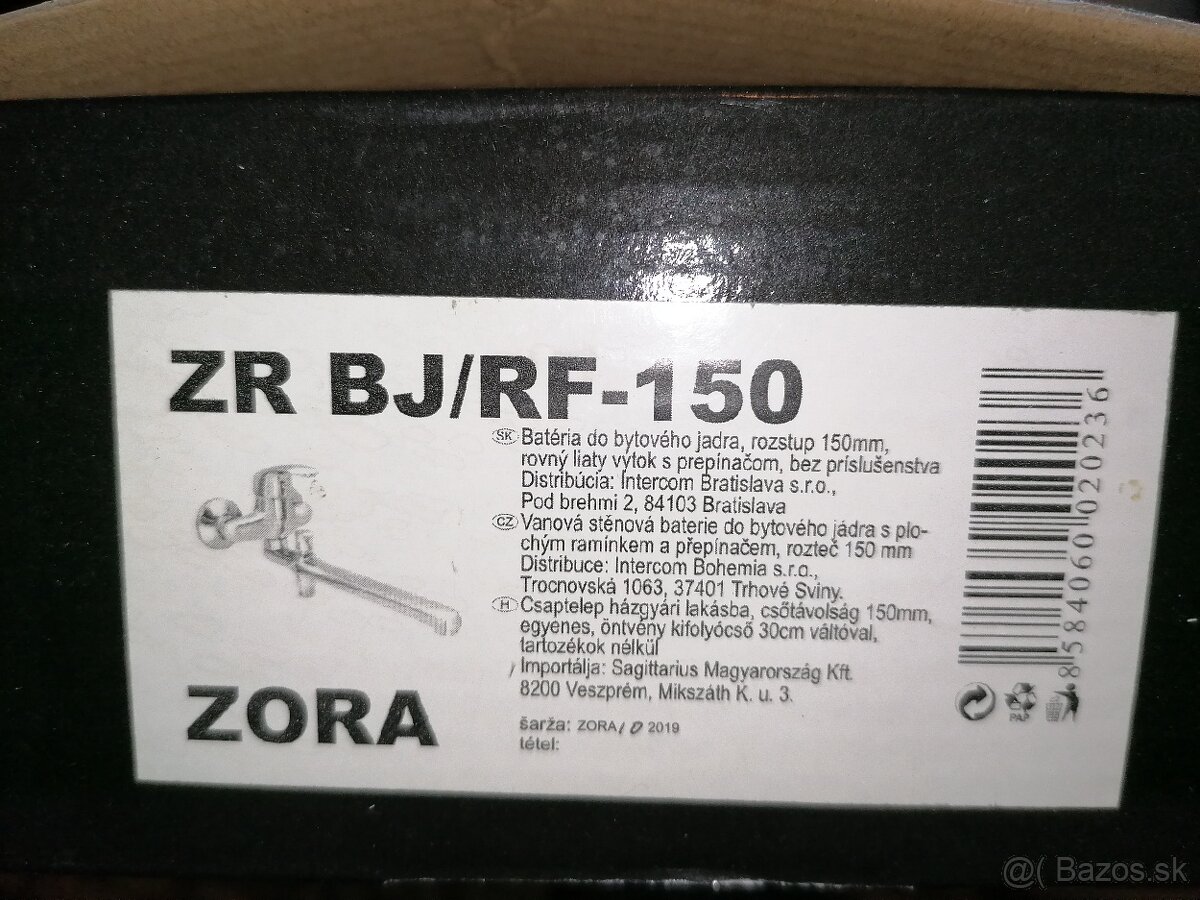 ZR BJ/RF-150
SK Batéria do bytového jadra, rozstup 150mm,
rovný liaty výtok s prepínačom, bez príslušenstva
Distribúcia: Intercom Bratislava s.r.o.,
Pod brehmi 2, 84103 Bratislava
CZ Vanová stěnová baterie do bytového jádra s plo-
chým ramínkem a přepínačem, rozteč 150 mm
Distribuce: Intercom Bohemia s.r.o.,
Trocnovská 1063, 37401 Trhové Sviny.
H Csaptelep házgyári lakásba, csőtávolság 150mm,
egyenes, öntvény kifolyócső 30cm váltóval,
tartozékok nélkül
Importálja: Sagittarius Magyarország Kft.
8200 Veszprém, Mikszáth K. u. 3.
šarža: ZORA/ 2019
tétel:
ZORA
8584060020236
PAP
@( Bazos.sk